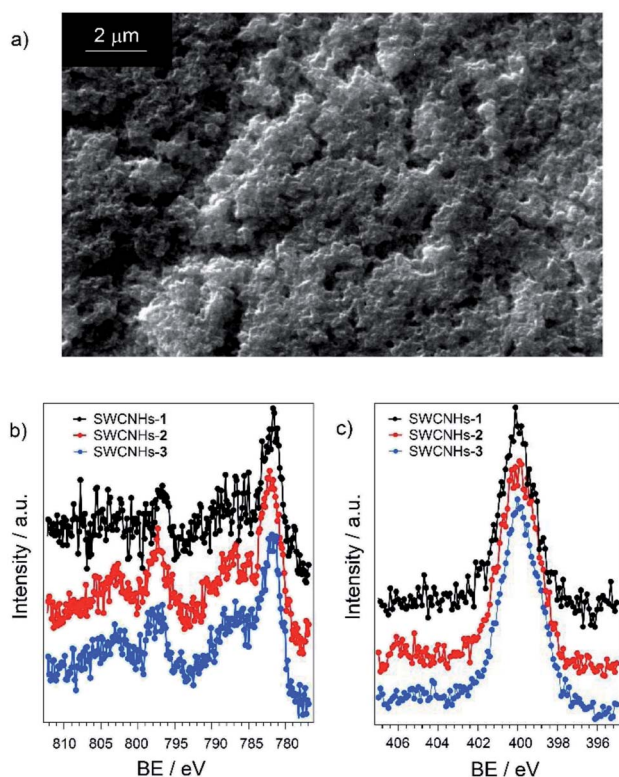 a)
2 μm
b)
SWCNHs-1
SWCNHs-2
SWCNHs-3
Intensity / a.u.
810 805 800 795 790 785 780
BE / eV
c)
SWCNHs-1
SWCNHs-2
SWCNHs-3
Intensity / a.u.
406 404 402 400 398 396
BE / eV